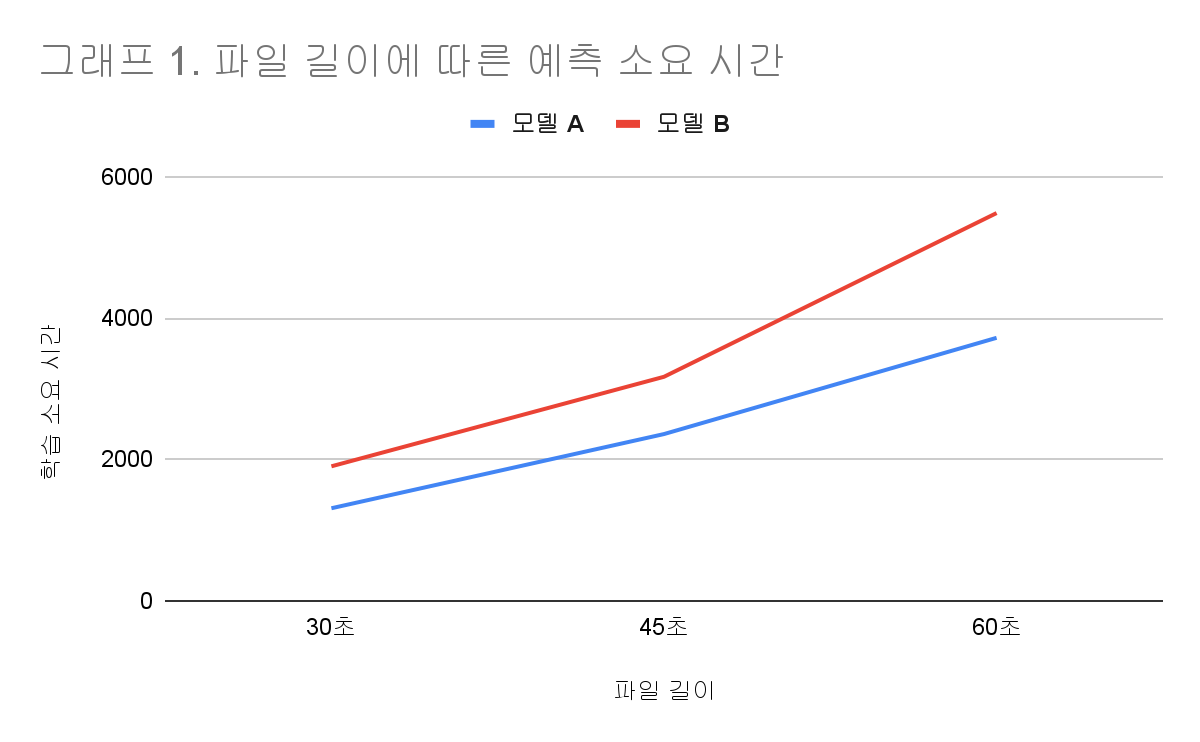 그래프 1. 파일 길이에 따른 예측 소요 시간
모델 A 모델 B
6000
4000
2000
0
학습 소요 시간
30초 45초 60초
파일 길이